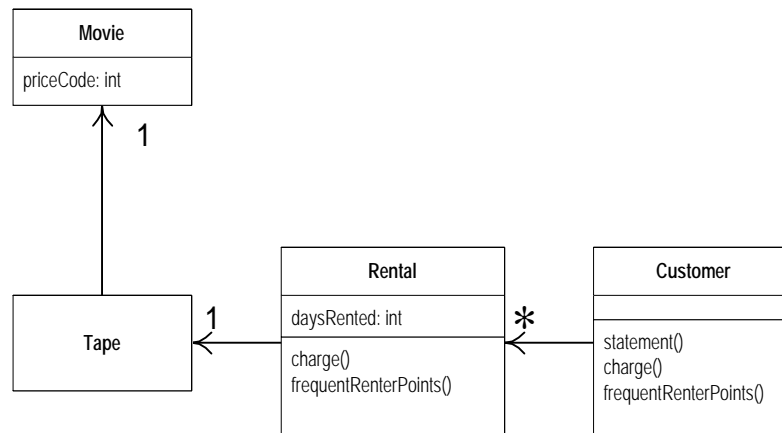 Movie
priceCode: int
1
Rental
Customer
daysRented: int
1
*
Tape
charge()
frequentRenterPoints()
statement()
charge()
frequentRenterPoints()